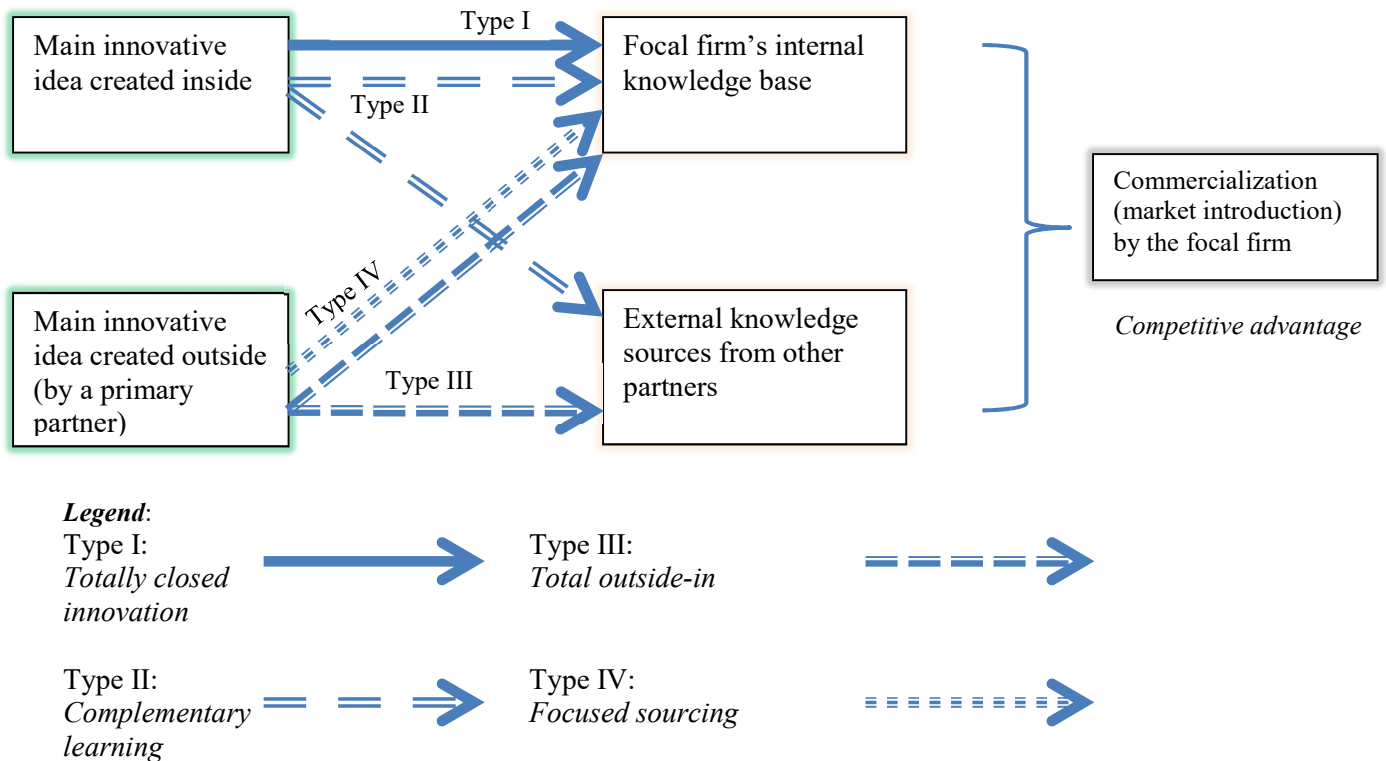 Type I
Main innovative
idea created inside
Focal firm's internal
knowledge base
Type II
Commercialization
(market introduction)
by the focal firm
Type IV
Main innovative
idea created outside
(by a primary
partner)
External knowledge
sources from other
partners
Competitive advantage
Type III
Legend:
Type I:
Totally closed
innovation
Type III:
Total outside-in
Type II:
Complementary
learning
Type IV:
Focused sourcing